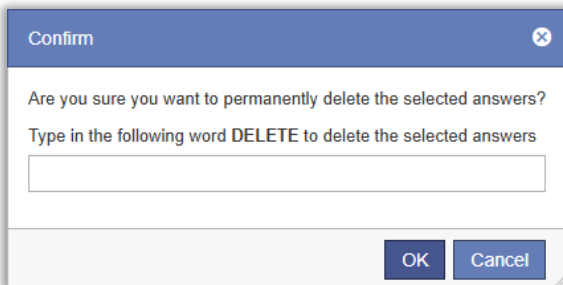 Confirm
Are you sure you want to permanently delete the selected answers?
Type in the following word DELETE to delete the selected answers
OK Cancel